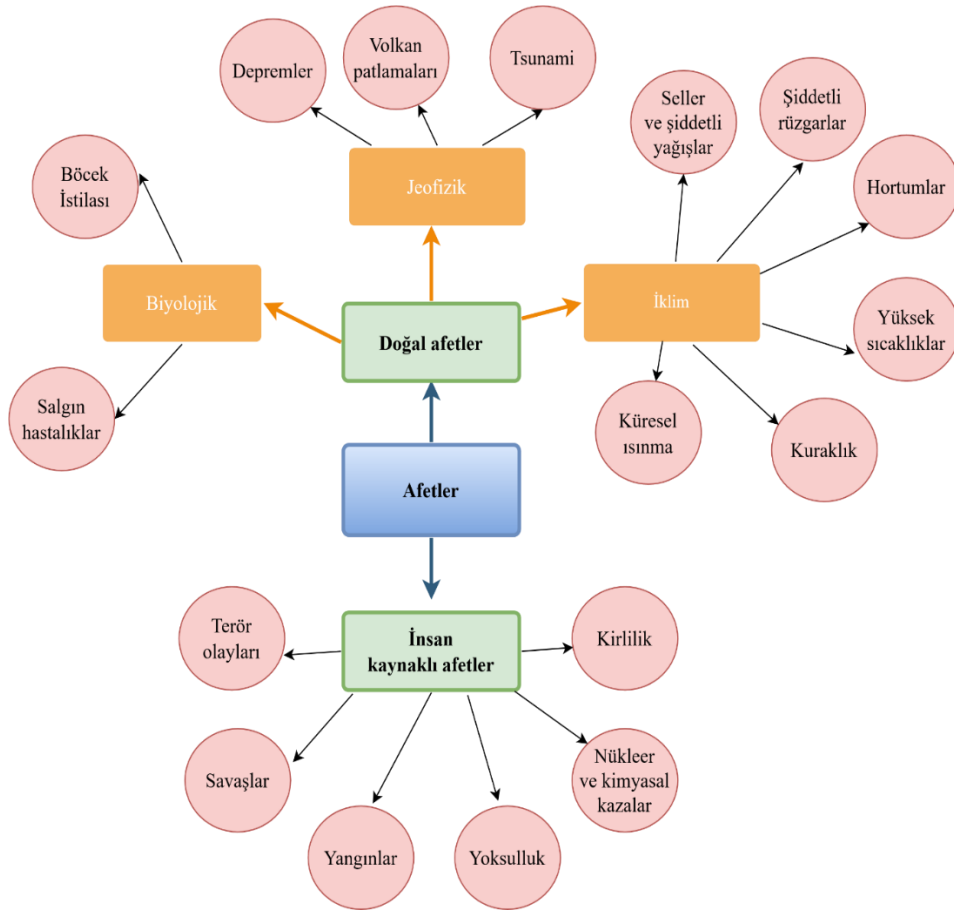 Depremler
Volkan
patlamaları
Tsunami
Seller
ve şiddetli
yağışlar
Şiddetli
rüzgarlar
Böcek
İstilası
Jeofizik
Hortumlar
Biyolojik
Doğal afetler
İklim
Yüksek
sıcaklıklar
Salgın
hastalıklar
Küresel
ısınma
Kuraklık
Afetler
Terör
olayları
İnsan
kaynaklı afetler
Kirlilik
Savaşlar
Nükleer
ve kimyasal
kazalar
Yangınlar
Yoksulluk